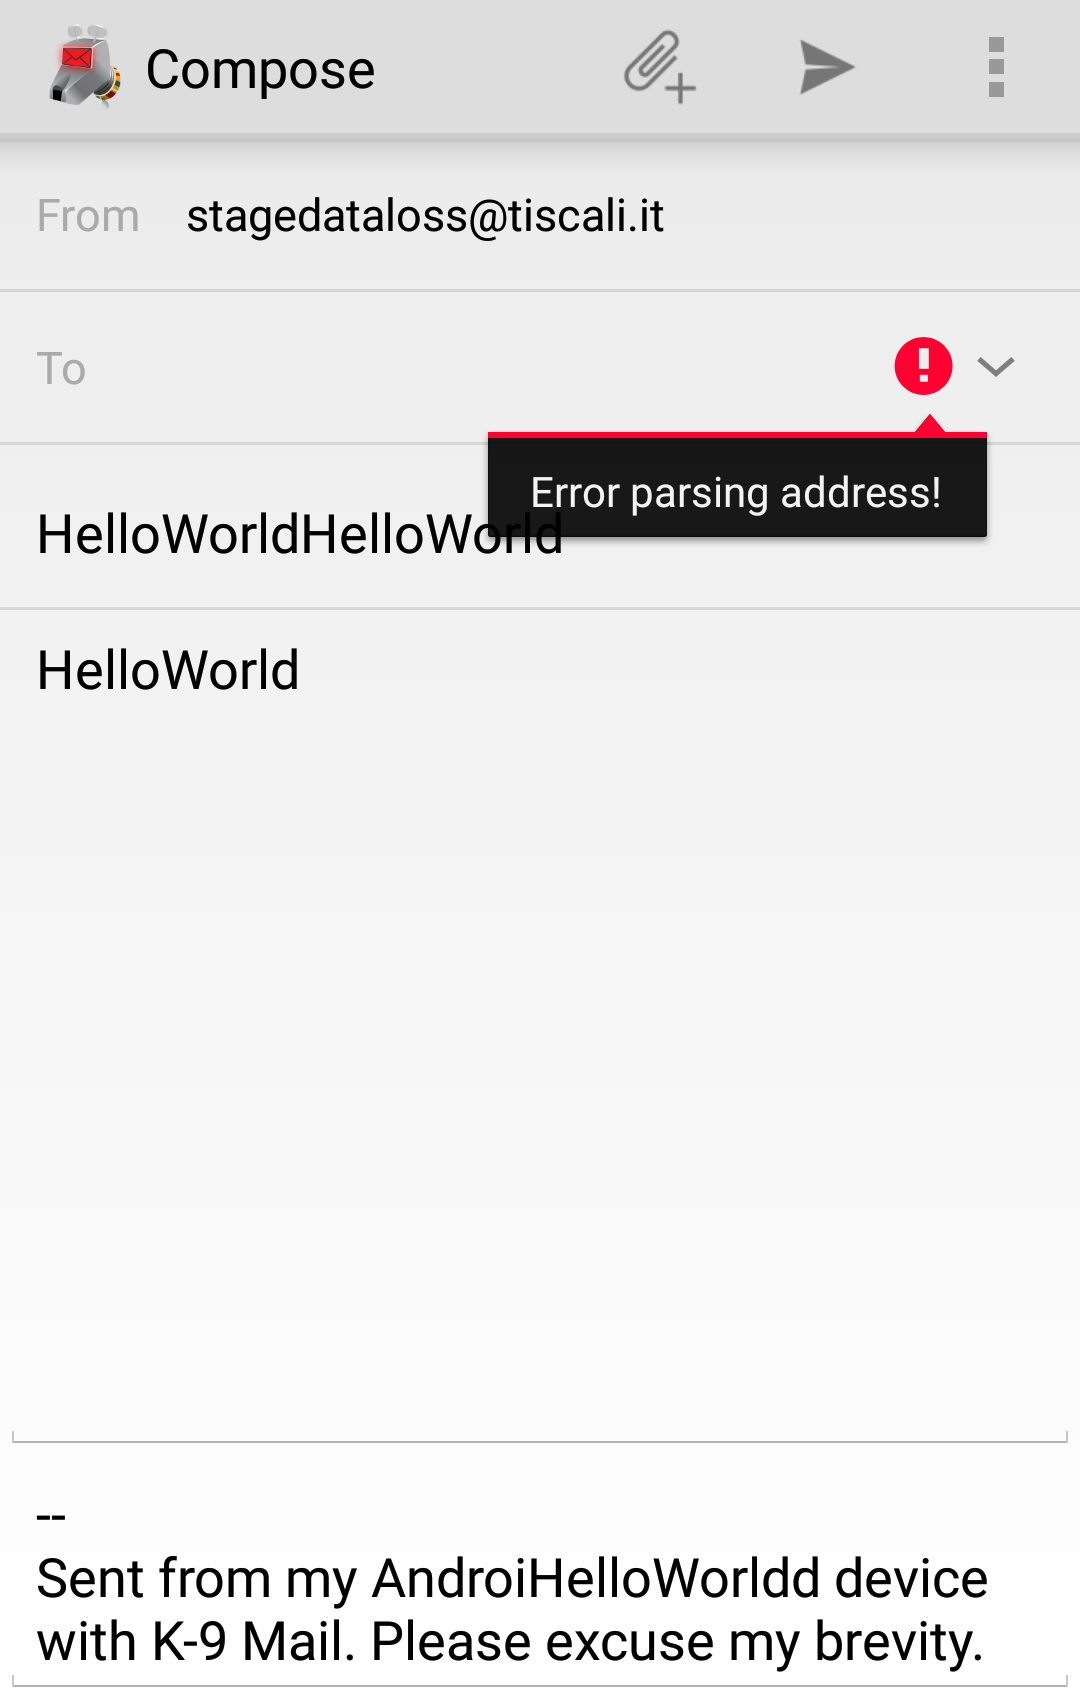 Compose
From stagedataloss@tiscali.it
To
Error parsing address!
HelloWorldHelloWorld
HelloWorld
--
Sent from my AndroiHelloWorldd device
with K-9 Mail. Please excuse my brevity.